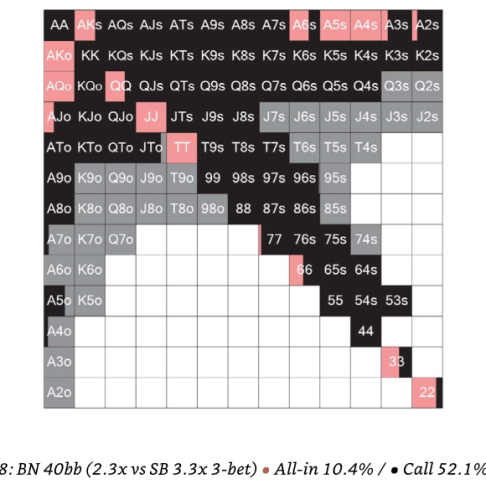 AA AKs AQs AJs ATs A9s A8s A7s A6s A5s A4s A3s A2s
AKo KK KQs KJs KTs K9s K8s K7s K6s K5s K4s K3s K2s
AQo KQo QQ QJs QTs Q9s Q8s Q7s Q6s Q5s Q4s Q3s Q2s
AJo KJo QJo JJ JTs J9s J8s J7s J6s J5s J4s J3s J2s
ATo KTo QTo JTo TT T9s T8s T7s T6s T5s T4s
A9o K9o Q9o J9o T9o 99 98s 97s 96s 95s
A8o K8o Q8o J8o T8o 98o 88 87s 86s 85s
A7o K7o Q7o 77 76s 75s 74s
A6o K6o 66 65s 64s
A5o K5o 55 54s 53s
A4o 44
A3o 33
A2o 22
8: BN 40bb (2.3x vs SB 3.3x 3-bet) • All-in 10.4% / • Call 52.1%